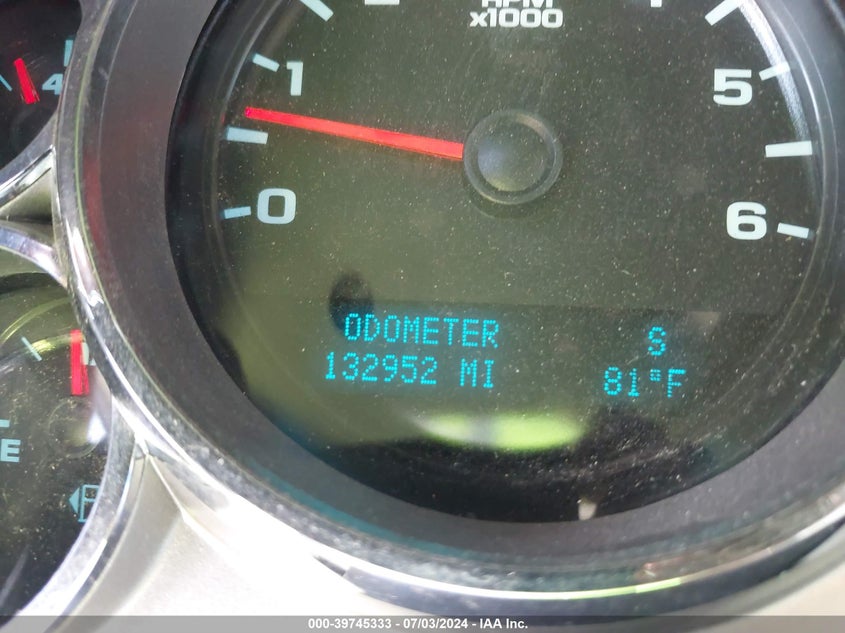 RPM
x1000
4
1
5
0
6
ODOMETER S
132952 MI 81°F
E
000-39745333 - 07/03/2024 - IAA Inc.